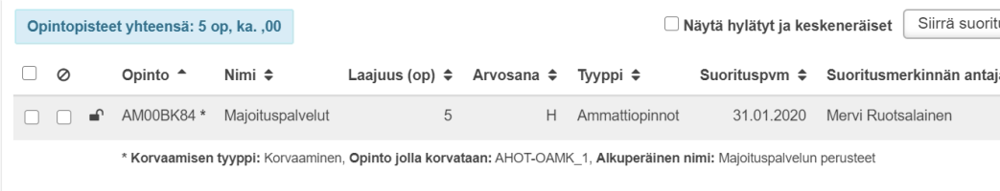 Opintopisteet yhteensä: 5 op, ka. ,00 Näytä hylätyt ja keskeneräiset Siirrä suoritu
Opinto Nimi Laajuus (op) Arvosana Tyyppi Suorituspvm Suoritusmerkinnän antaja
AM00BK84 * Majoituspalvelut 5 H Ammattiopinnot 31.01.2020 Mervi Ruotsalainen
* Korvaamisen tyyppi: Korvaaminen, Opinto jolla korvataan: AHOT-OAMK_1, Alkuperäinen nimi: Majoituspalvelun perusteet